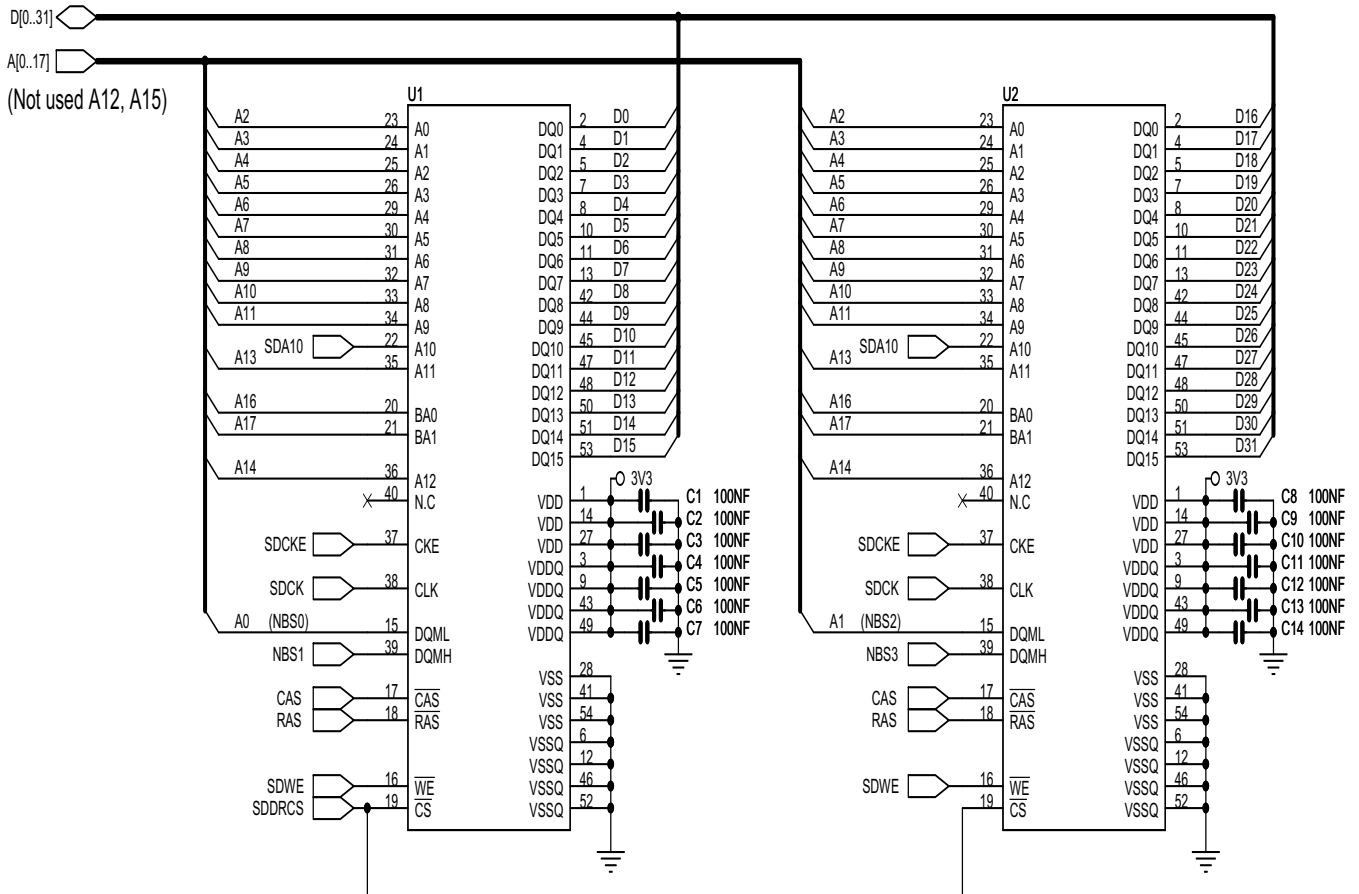 D[0..31]
A[0..17]
(Not used A12, A15)
U1
A2 23 A0 DQ0 2 D0
A3 24 A1 DQ1 4 D1
A4 25 A2 DQ2 5 D2
A5 26 A3 DQ3 7 D3
A6 29 A4 DQ4 8 D4
A7 30 A5 DQ5 10 D5
A8 31 A6 DQ6 11 D6
A9 32 A7 DQ7 13 D7
A10 33 A8 DQ8 42 D8
A11 34 A9 DQ9 44 D9
SDA10 22 A10 DQ10 45 D10
A13 35 A11 DQ11 47 D11
DQ12 48 D12
A16 20 BA0 DQ13 50 D13
A17 21 BA1 DQ14 51 D14
DQ15 53 D15
A14 36 A12 3V3
40 N.C VDD 1 C1 100NF
VDD 14 C2 100NF
SDCKE 37 CKE VDD 27 C3 100NF
VDDQ 3 C4 100NF
SDCK 38 CLK VDDQ 9 C5 100NF
VDDQ 43 C6 100NF
A0 (NBS0) 15 DQML VDDQ 49 C7 100NF
NBS1 39 DQMH
VSS 28
CAS 17 CAS VSS 41
RAS 18 RAS VSS 54
VSSQ 6
VSSQ 12
SDWE 16 WE VSSQ 46
SDDRCS 19 CS VSSQ 52
U2
A2 23 A0 DQ0 2 D16
A3 24 A1 DQ1 4 D17
A4 25 A2 DQ2 5 D18
A5 26 A3 DQ3 7 D19
A6 29 A4 DQ4 8 D20
A7 30 A5 DQ5 10 D21
A8 31 A6 DQ6 11 D22
A9 32 A7 DQ7 13 D23
A10 33 A8 DQ8 42 D24
A11 34 A9 DQ9 44 D25
SDA10 22 A10 DQ10 45 D26
A13 35 A11 DQ11 47 D27
DQ12 48 D28
A16 20 BA0 DQ13 50 D29
A17 21 BA1 DQ14 51 D30
DQ15 53 D31
A14 36 A12 3V3
40 N.C VDD 1 C8 100NF
VDD 14 C9 100NF
SDCKE 37 CKE VDD 27 C10 100NF
VDDQ 3 C11 100NF
SDCK 38 CLK VDDQ 9 C12 100NF
VDDQ 43 C13 100NF
A1 (NBS2) 15 DQML VDDQ 49 C14 100NF
NBS3 39 DQMH
VSS 28
CAS 17 CAS VSS 41
RAS 18 RAS VSS 54
VSSQ 6
VSSQ 12
SDWE 16 WE VSSQ 46
19 CS VSSQ 52